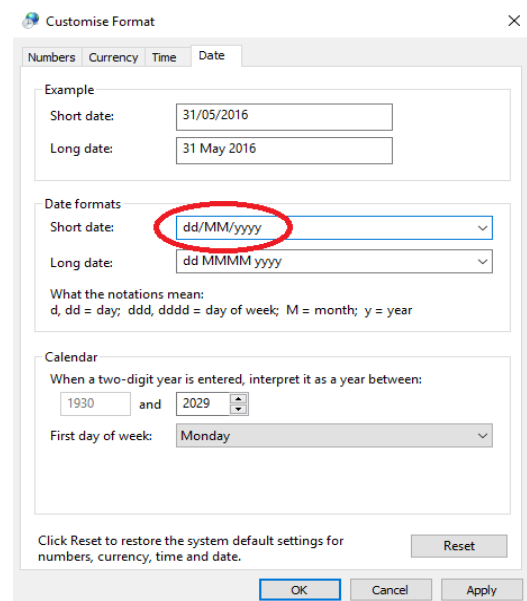 Customise Format
Numbers Currency Time Date
Example
Short date: 31/05/2016
Long date: 31 May 2016
Date formats
Short date: dd/MM/yyyy
Long date: dd MMMM yyyy
What the notations mean:
d, dd = day; ddd, dddd = day of week; M = month; y = year
Calendar
When a two-digit year is entered, interpret it as a year between:
1930 and 2029
First day of week: Monday
Click Reset to restore the system default settings for
numbers, currency, time and date.
Reset
OK Cancel Apply